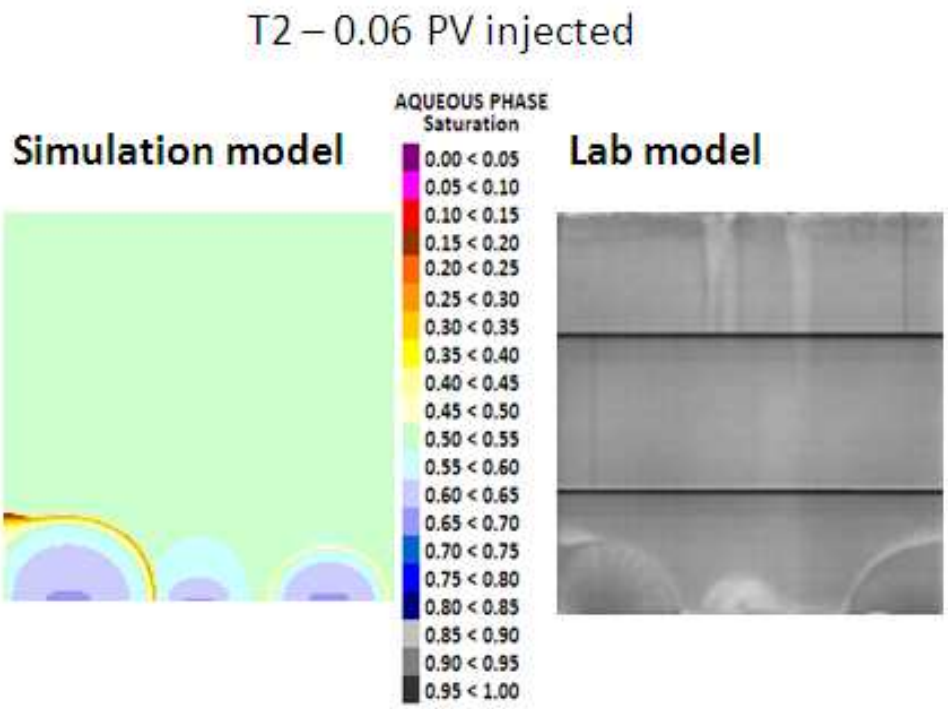 T2 – 0.06 PV injected
AQUEOUS PHASE
Saturation
Simulation model
Lab model
0.00 < 0.05
0.05 < 0.10
0.10 < 0.15
0.15 < 0.20
0.20 < 0.25
0.25 < 0.30
0.30 < 0.35
0.35 < 0.40
0.40 < 0.45
0.45 < 0.50
0.50 < 0.55
0.55 < 0.60
0.60 < 0.65
0.65 < 0.70
0.70 < 0.75
0.75 < 0.80
0.80 < 0.85
0.85 < 0.90
0.90 < 0.95
0.95 < 1.00